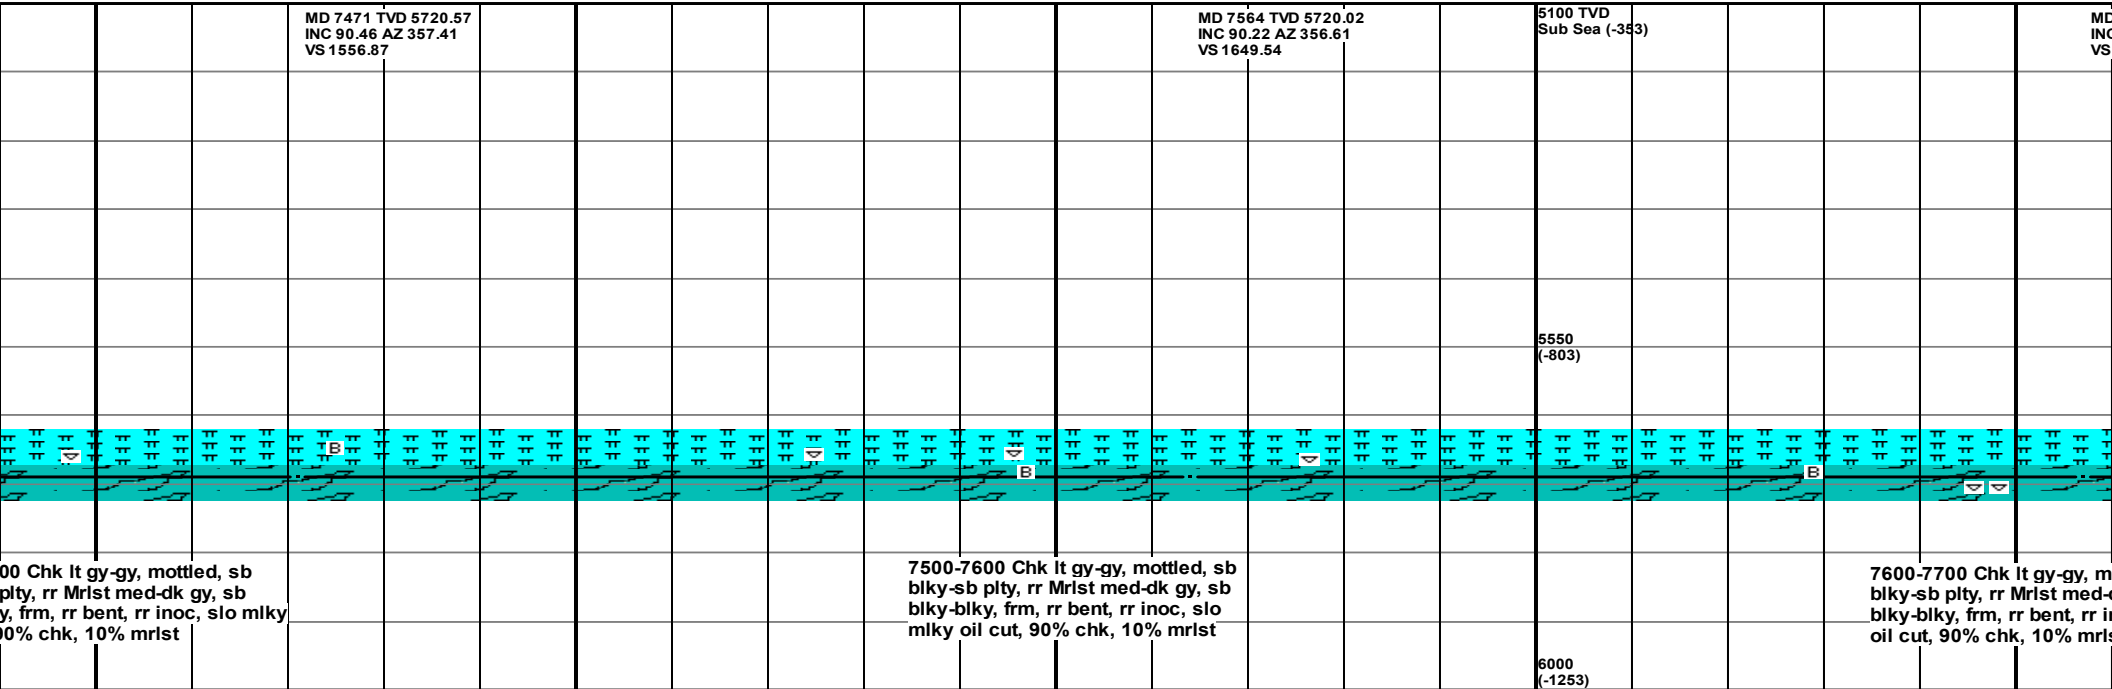 MD 7471 TVD 5720.57
INC 90.46 AZ 357.41
VS 1556.87
MD 7564 TVD 5720.02
INC 90.22 AZ 356.61
VS 1649.54
5100 TVD
Sub Sea (-353)
MD
INC
VS
5550
(-803)
B
B
B
00 Chk lt gy-gy, mottled, sb
plty, rr Mrlst med-dk gy, sb
y, frm, rr bent, rr inoc, slo mlky
90% chk, 10% mrlst
7500-7600 Chk lt gy-gy, mottled, sb
blky-sb plty, rr Mrlst med-dk gy, sb
blky-blky, frm, rr bent, rr inoc, slo
mlky oil cut, 90% chk, 10% mrlst
7600-7700 Chk lt gy-gy, m
blky-sb plty, rr Mrlst med-
blky-blky, frm, rr bent, rr
oil cut, 90% chk, 10% mrls
6000
(-1253)